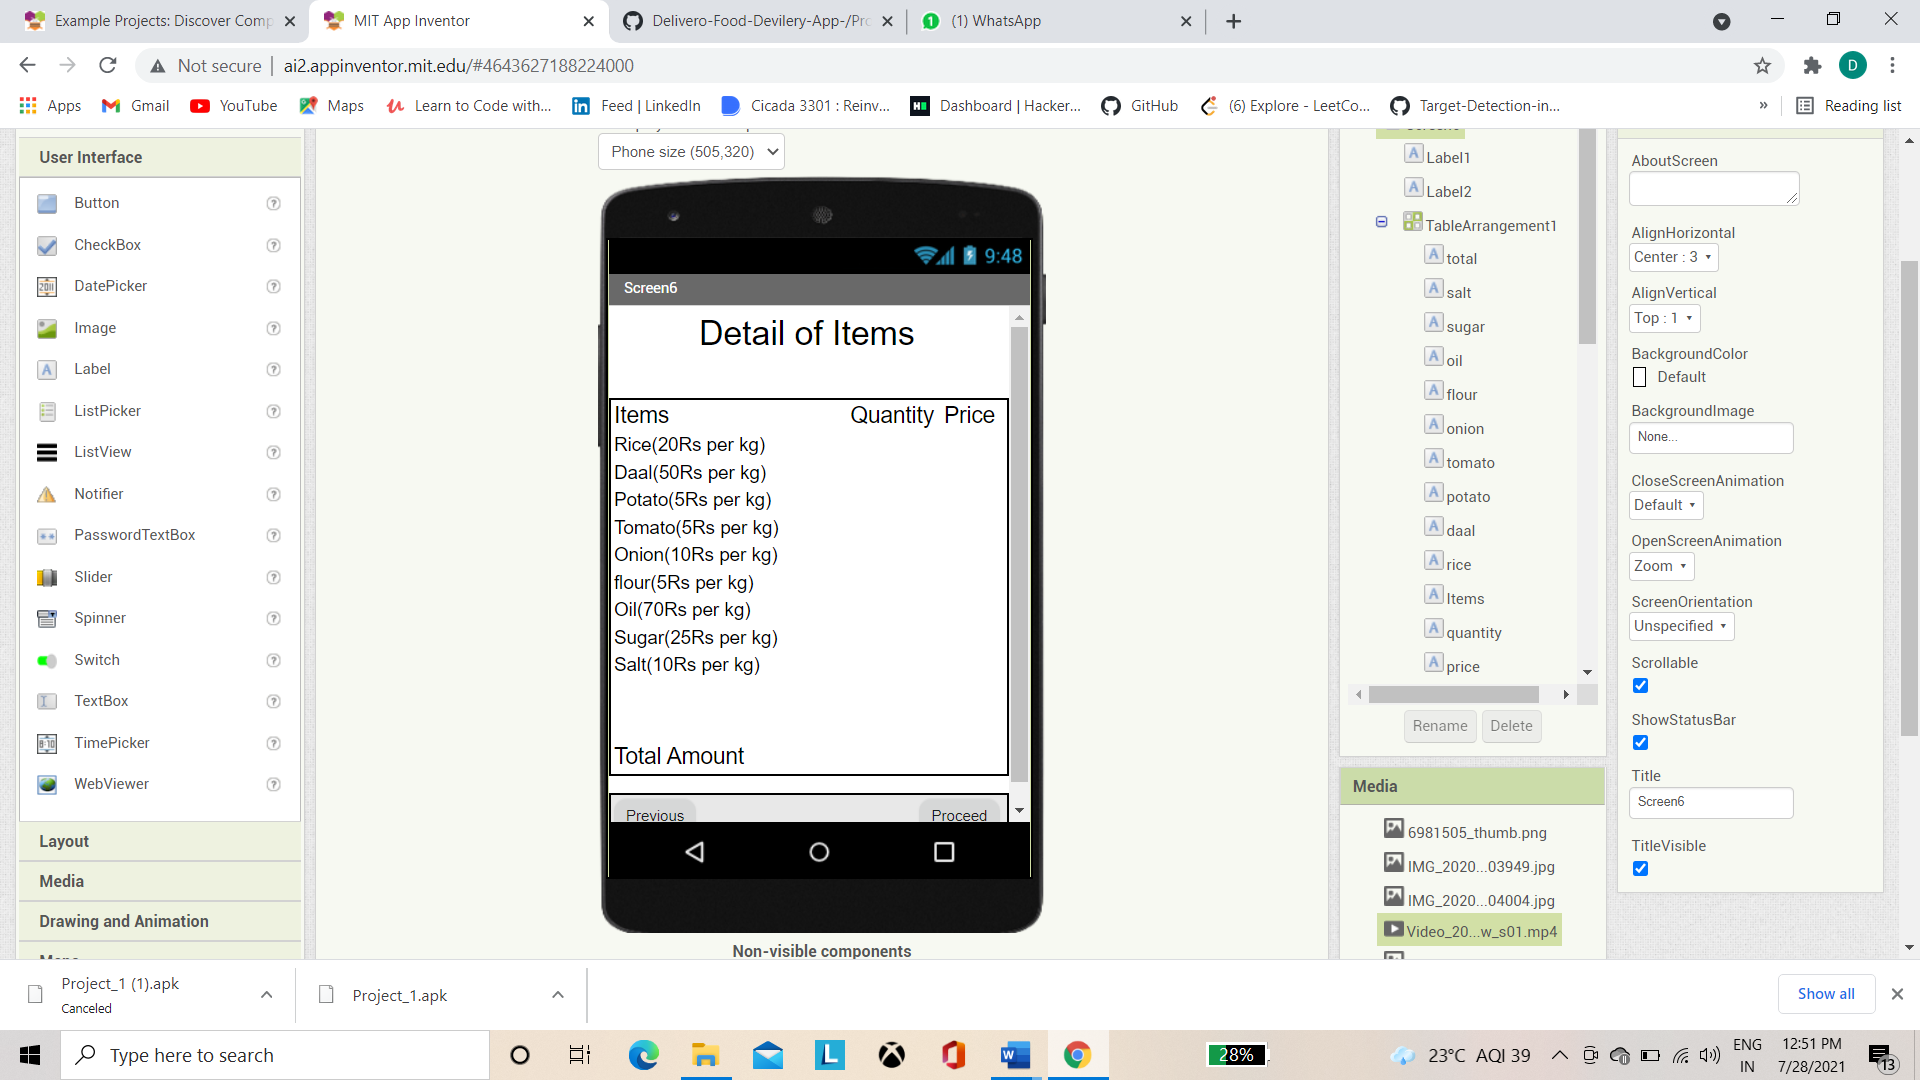 Example Projects: Discover Comp
MIT App Inventor
Delivero-Food-Devilery-App-/Pro
(1) WhatsApp
Not secure
ai2.appinventor.mit.edu/#4643627188224000
Apps
Gmail
YouTube
Maps
Learn to Code with...
Feed | LinkedIn
Cicada 3301 : Reinv...
Dashboard | Hacker...
GitHub
(6) Explore - LeetCo...
Target-Detection-in...
»
Reading list
User Interface
Button
CheckBox
DatePicker
Image
Label
ListPicker
ListView
Notifier
PasswordTextBox
Slider
Spinner
Switch
TextBox
TimePicker
WebViewer
Layout
Media
Drawing and Animation
Phone size (505,320)
9:48
Screen6
Detail of Items
Items Quantity Price
Rice(20Rs per kg)
Daal(50Rs per kg)
Potato(5Rs per kg)
Tomato(5Rs per kg)
Onion(10Rs per kg)
flour(5Rs per kg)
Oil(70Rs per kg)
Sugar(25Rs per kg)
Salt(10Rs per kg)
Total Amount
Previous
Proceed
Non-visible components
Label1
Label2
TableArrangement1
total
salt
sugar
oil
flour
onion
tomato
potato
daal
rice
Items
quantity
price
Rename
Delete
Media
6981505_thumb.png
IMG_2020...03949.jpg
IMG_2020...04004.jpg
Video_20...w_s01.mp4
AboutScreen
AlignHorizontal
Center : 3
AlignVertical
Top : 1
BackgroundColor
Default
BackgroundImage
None...
CloseScreenAnimation
Default
OpenScreenAnimation
Zoom
ScreenOrientation
Unspecified
Scrollable
ShowStatusBar
Title
Screen6
TitleVisible
Project_1 (1).apk
Canceled
Project_1.apk
Show all
Type here to search
28%
23°C AQI 39
ENG
IN
12:51 PM
7/28/2021
13